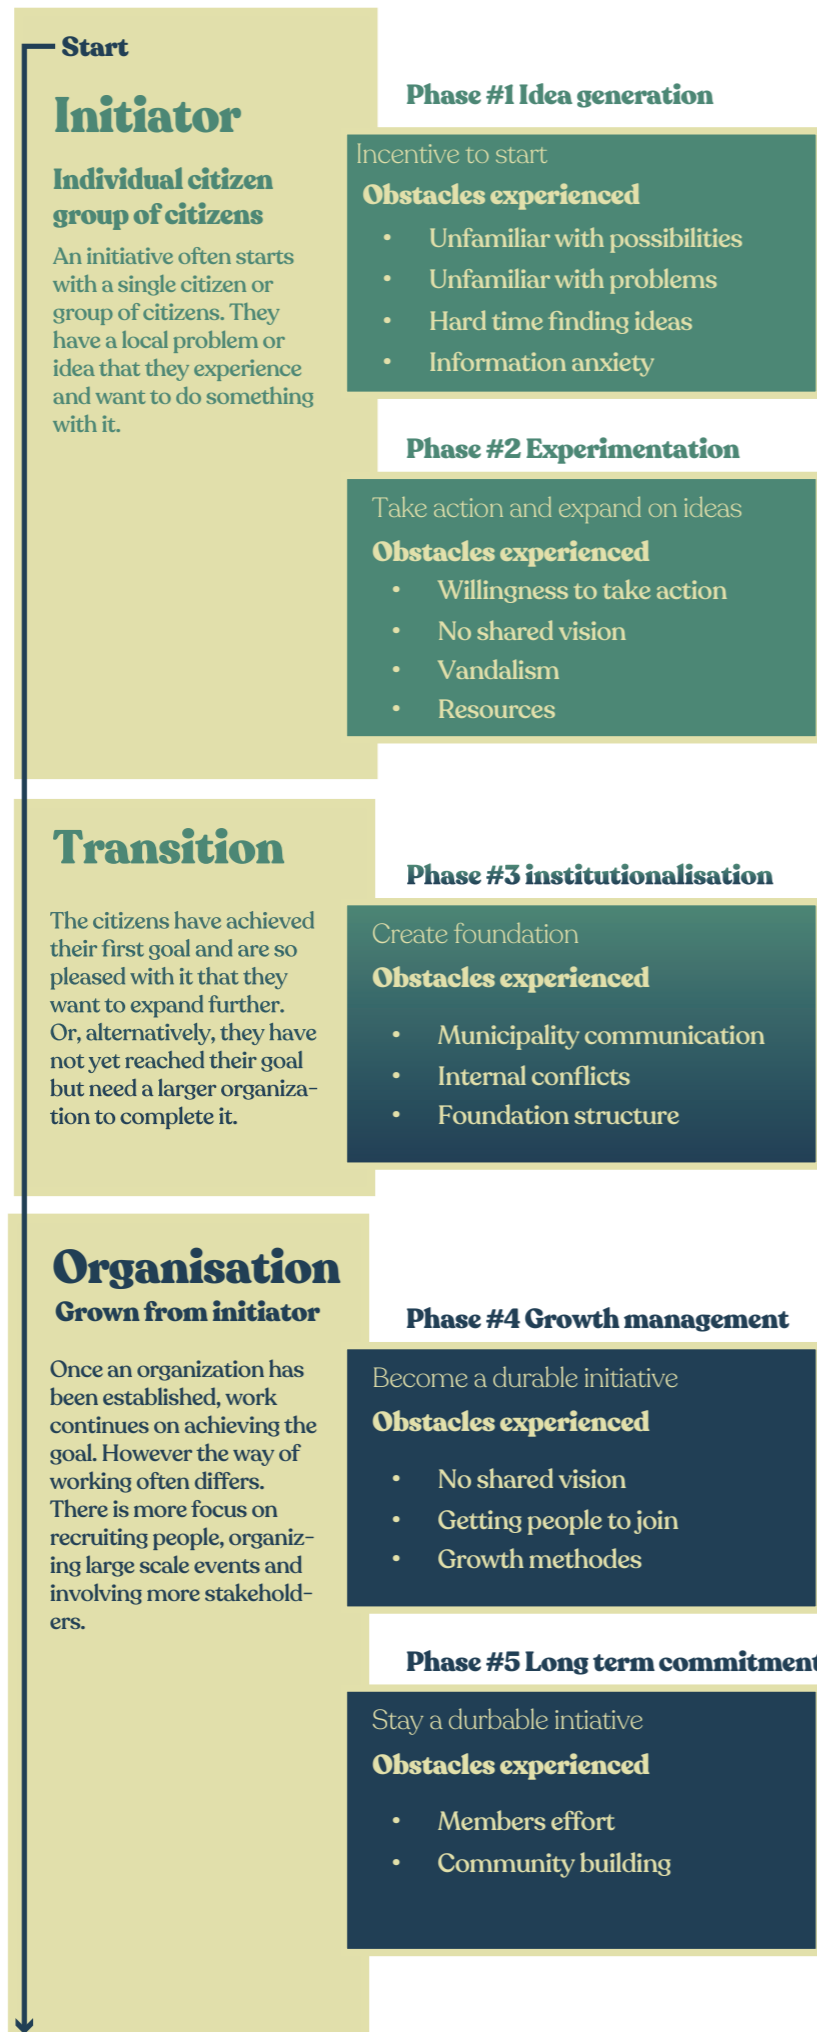 Start
Initiator
Individual citizen
group of citizens
An initiative often starts
with a single citizen or
group of citizens. They
have a local problem or
idea that they experience
and want to do something
with it.
Phase #1 Idea generation
Incentive to start
Obstacles experienced
• Unfamiliar with possibilities
• Unfamiliar with problems
• Hard time finding ideas
• Information anxiety
Phase #2 Experimentation
Take action and expand on ideas
Obstacles experienced
• Willingness to take action
• No shared vision
• Vandalism
• Resources
Transition
The citizens have achieved
their first goal and are so
pleased with it that they
want to expand further.
Or, alternatively, they have
not yet reached their goal
but need a larger organiza-
tion to complete it.
Phase #3 institutionalisation
Create foundation
Obstacles experienced
• Municipality communication
• Internal conflicts
• Foundation structure
Organisation
Grown from initiator
Once an organization has
been established, work
continues on achieving the
goal. However the way of
working often differs.
There is more focus on
recruiting people, organiz-
ing large scale events and
involving more stakehold-
ers.
Phase #4 Growth management
Become a durable initiative
Obstacles experienced
• No shared vision
• Getting people to join
• Growth methodes
Phase #5 Long term commitment
Stay a durbable intiative
Obstacles experienced
• Members effort
• Community building